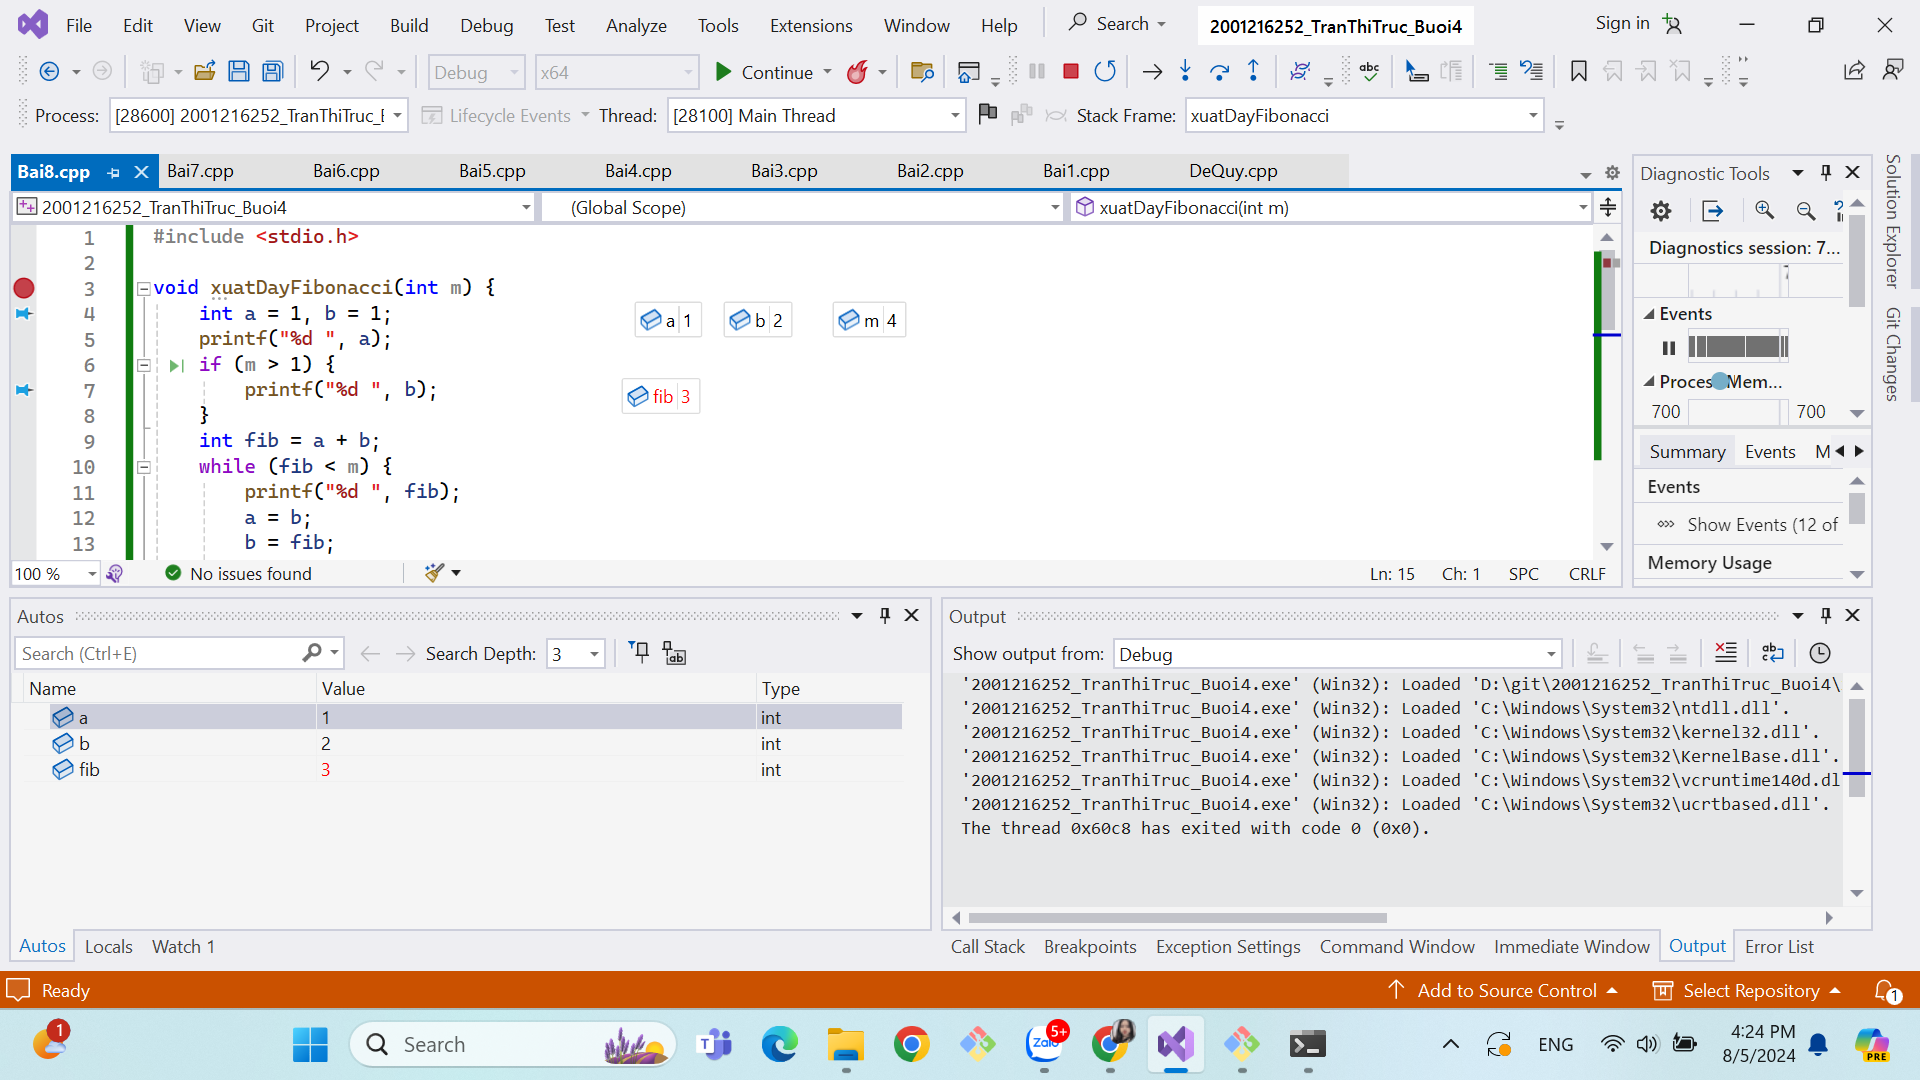 File Edit View Git Project Build Debug Test Analyze Tools Extensions Window Help Search 2001216252_TranThiTruc_Buoi4 Sign in
Debug x64 Continue
Process: [28600] 2001216252_TranThiTruc_E Lifecycle Events Thread: [28100] Main Thread Stack Frame: xuatDayFibonacci
Bai8.cpp Bai7.cpp Bai6.cpp Bai5.cpp Bai4.cpp Bai3.cpp Bai2.cpp Bai1.cpp DeQuy.cpp
2001216252_TranThiTruc_Buoi4 (Global Scope) xuatDayFibonacci(int m)
1 #include <stdio.h>
2
3 void xuatDayFibonacci(int m) {
4 int a = 1, b = 1;
a 1 b 2 m 4
5 printf("%d ", a);
6 if (m > 1) {
7 printf("%d ", b);
fib 3
8 }
9 int fib = a + b;
10 while (fib < m) {
11 printf("%d ", fib);
12 a = b;
13 b = fib;
100 % No issues found Ln: 15 Ch: 1 SPC CRLF
Diagnostic Tools
Diagnostics session: 7...
Events
Process Mem...
700 700
Summary Events M
Events
Show Events (12 of
Memory Usage
Solution Explorer
Git Changes
Autos
Search (Ctrl+E) Search Depth: 3
Name Value Type
a 1 int
b 2 int
fib 3 int
Autos Locals Watch 1
Output
Show output from: Debug
'2001216252_TranThiTruc_Buoi4.exe' (Win32): Loaded 'D:\git\2001216252_TranThiTruc_Buoi4\
'2001216252_TranThiTruc_Buoi4.exe' (Win32): Loaded 'C:\Windows\System32\ntdll.dll'.
'2001216252_TranThiTruc_Buoi4.exe' (Win32): Loaded 'C:\Windows\System32\kernel32.dll'.
'2001216252_TranThiTruc_Buoi4.exe' (Win32): Loaded 'C:\Windows\System32\KernelBase.dll'.
'2001216252_TranThiTruc_Buoi4.exe' (Win32): Loaded 'C:\Windows\System32\vcruntime140d.dl
'2001216252_TranThiTruc_Buoi4.exe' (Win32): Loaded 'C:\Windows\System32\ucrtbased.dll'.
The thread 0x60c8 has exited with code 0 (0x0).
Call Stack Breakpoints Exception Settings Command Window Immediate Window Output Error List
Ready Add to Source Control Select Repository 1
1 Search 5+ Zalo ENG 4:24 PM
8/5/2024 PRE